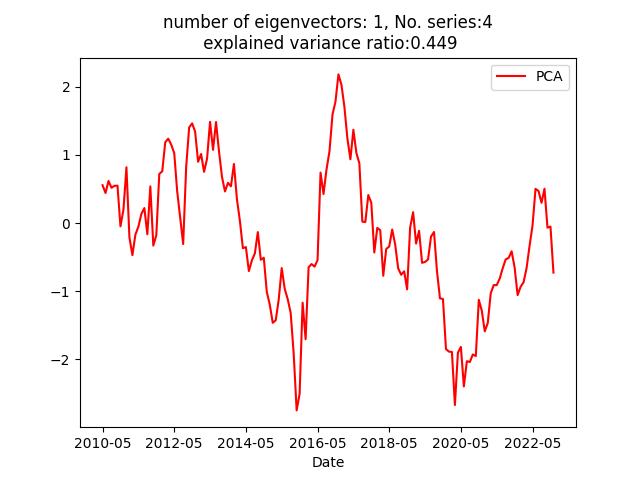 number of eigenvectors: 1, No. series:4
explained variance ratio:0.449
PCA
2
1
0
−1
−2
2010-05 2012-05 2014-05 2016-05 2018-05 2020-05 2022-05
Date